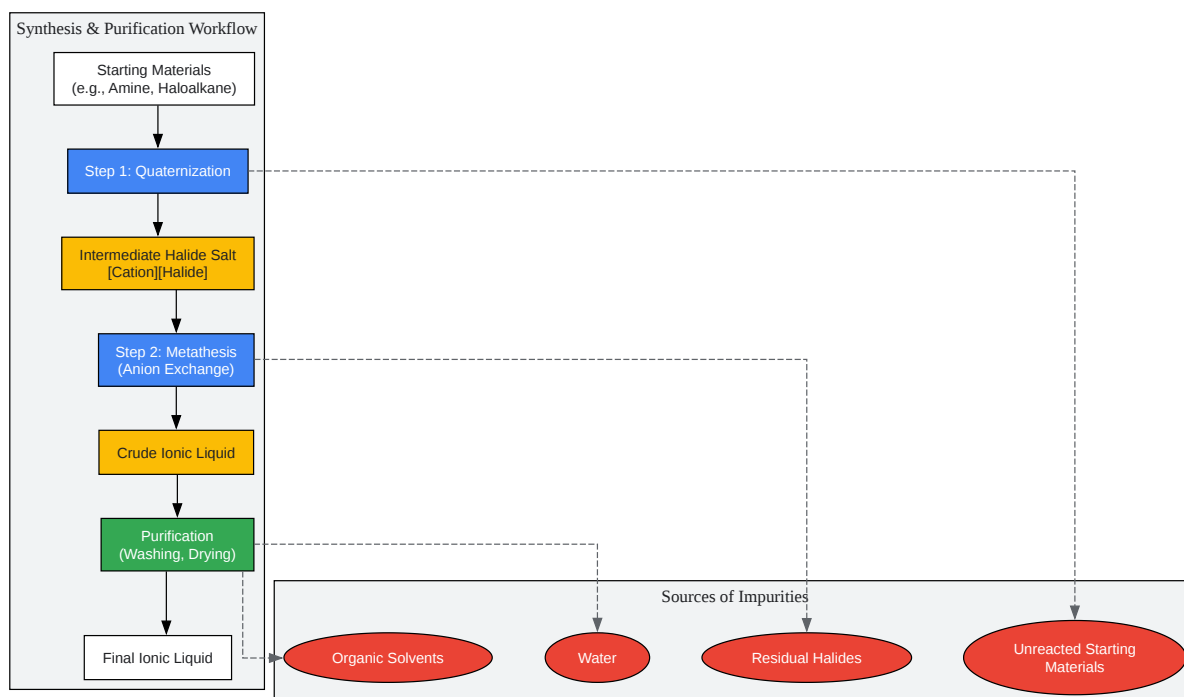 Synthesis & Purification Workflow
Starting Materials
(e.g., Amine, Haloalkane)
Step 1: Quaternization
Intermediate Halide Salt
[Cation][Halide]
Step 2: Metathesis
(Anion Exchange)
Crude Ionic Liquid
Purification
(Washing, Drying)
Final Ionic Liquid
Sources of Impurities
Organic Solvents
Water
Residual Halides
Unreacted Starting
Materials